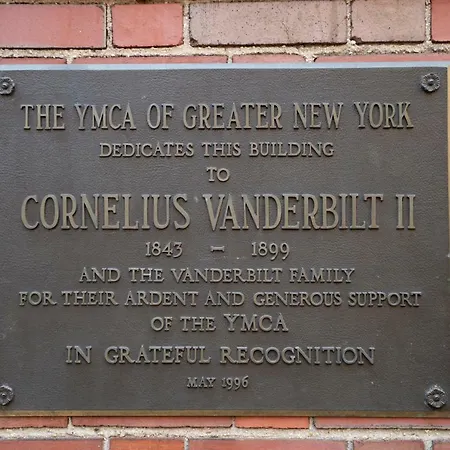 THE YMCA OF GREATER NEW YORK
DEDICATES THIS BUILDING
TO
CORNELIUS VANDERBILT II
1843 - 1899
AND THE VANDERBILT FAMILY
FOR THEIR ARDENT AND GENEROUS SUPPORT
OF THE YMCA
IN GRATEFUL RECOGNITION
MAY 1996